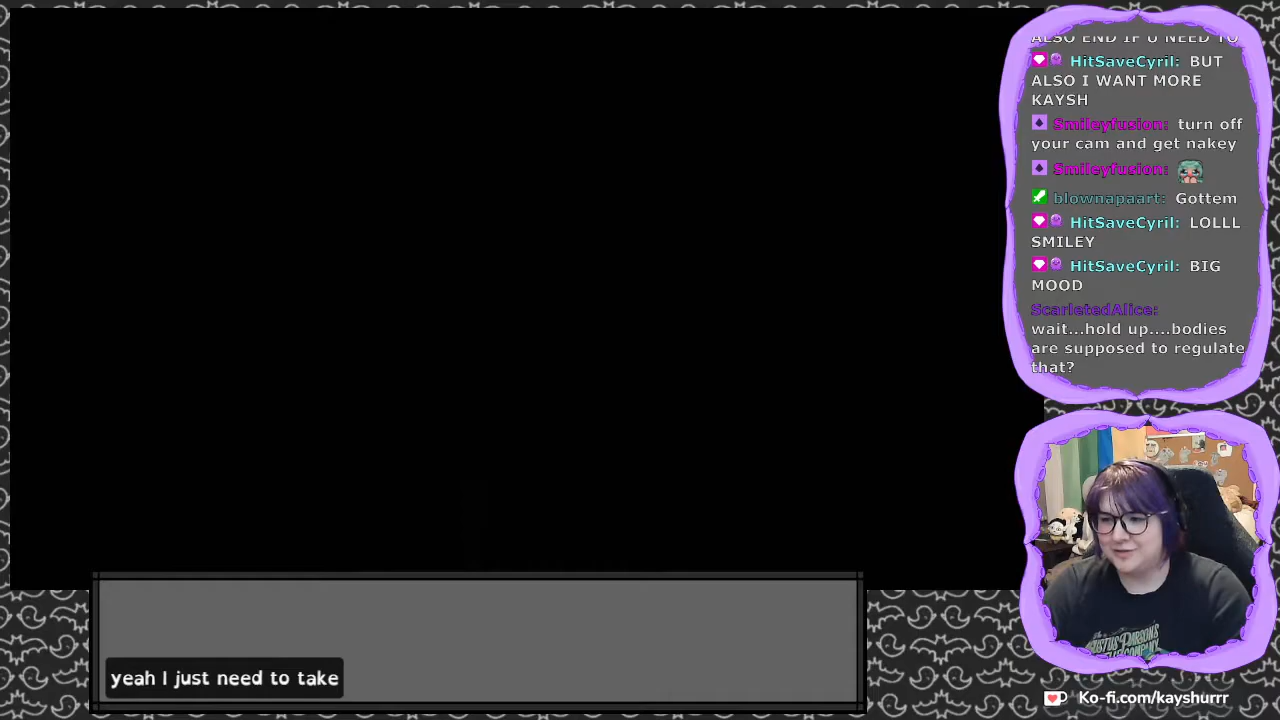 ALSO END IF U NEED TO
HitSaveCyril: BUT
ALSO I WANT MORE
KAYSH
Smileyfusion: turn off
your cam and get nakey
Smileyfusion:
blownapaart: Gottem
HitSaveCyril: LOLLL
SMILEY
HitSaveCyril: BIG
MOOD
ScarletedAlice:
wait...hold up....bodies
are supposed to regulate
that?
yeah I just need to take
Ko-fi.com/kayshurrr